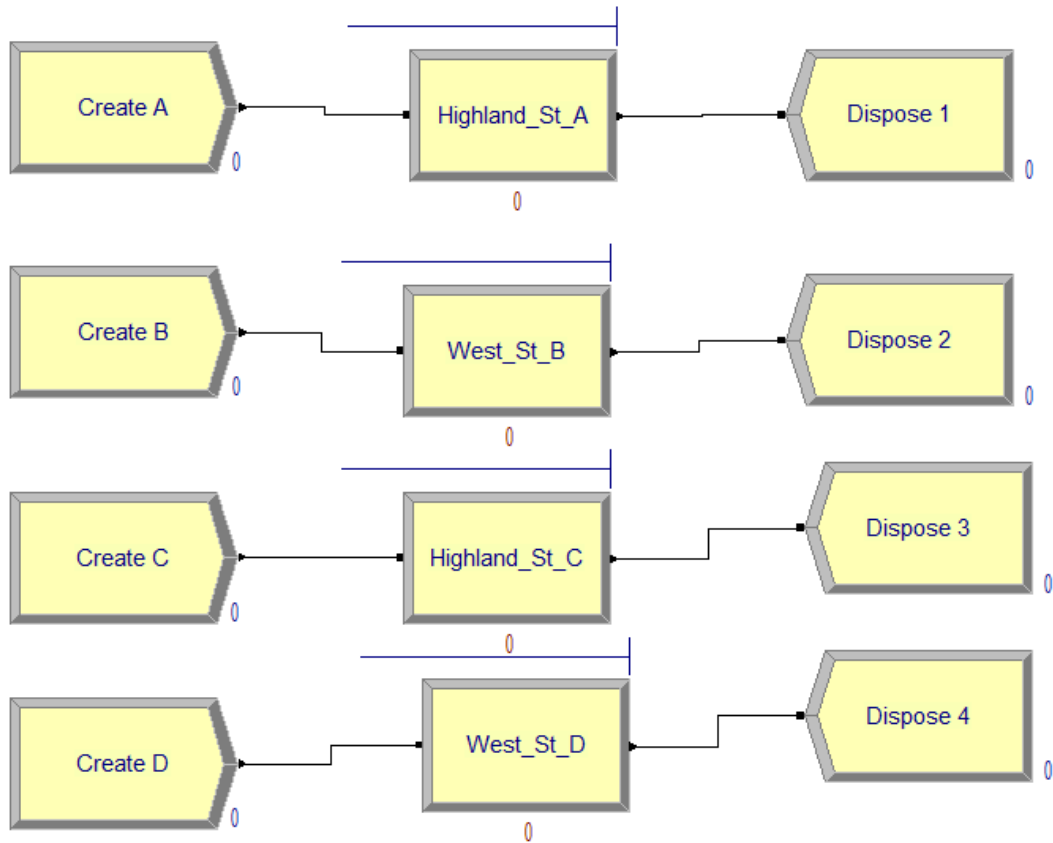 Create A
Highland_St_A
Dispose 1
0
0
0
Create B
West_St_B
Dispose 2
0
0
0
Create C
Highland_St_C
Dispose 3
0
0
0
Create D
West_St_D
Dispose 4
0
0
0